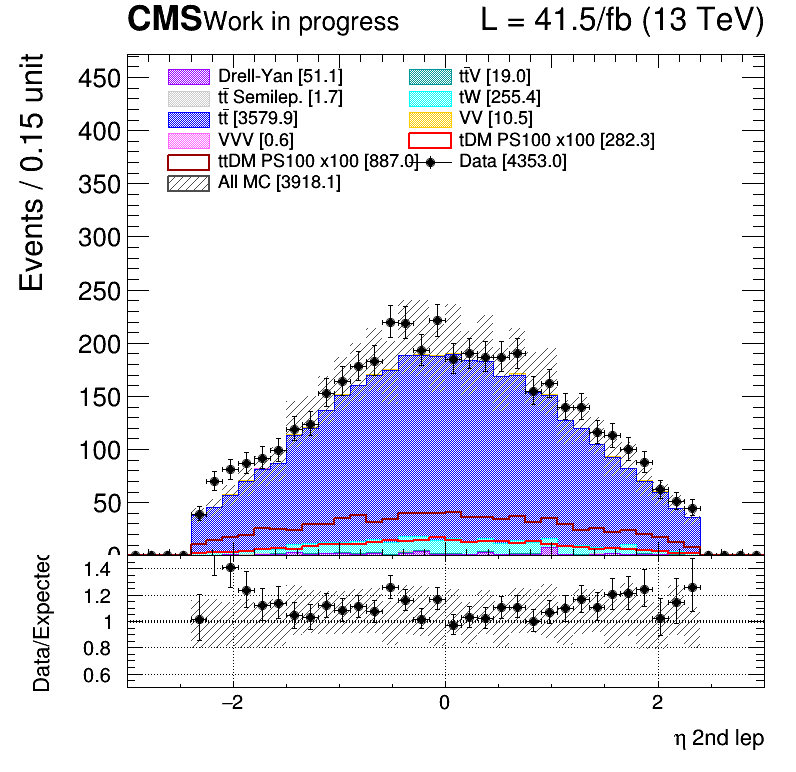 CMS Work in progress L = 41.5/fb (13 TeV)
Events / 0.15 unit
450
400
350
300
250
200
150
100
50
0
Drell-Yan [51.1] tt̄V [19.0]
tt̄ Semilep. [1.7] tW [255.4]
tt̄ [3579.9] VV [10.5]
VVV [0.6] tDM PS100 x100 [282.3]
ttDM PS100 x100 [887.0] Data [4353.0]
All MC [3918.1]
Data/Expected
1.4
1.2
1
0.8
0.6
−2 0 2
η 2nd lep